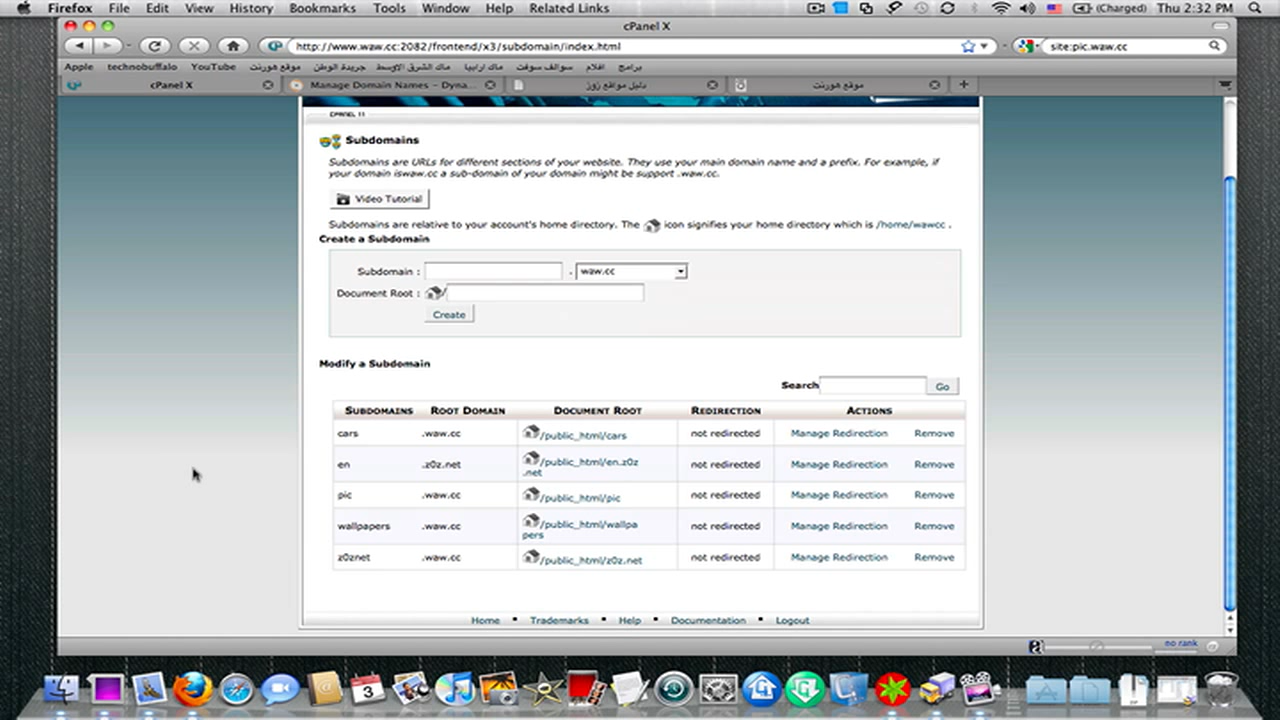 Firefox File Edit View History Bookmarks Tools Window Help Related Links (Charged) Thu 2:32 PM
cPanel X
http://www.waw.cc:2082/frontend/x3/subdomain/index.html site:pic.waw.cc
Apple technobuffalo YouTube موقع هورنت جريدة الوطن ماك الشرق الاوسط ماك ارابيا سوالف سوفت افلام برامج
cPanel X Manage Domain Names – Dyna... دليل مواقع زوز موقع هورنت
CPANEL 11
Subdomains
Subdomains are URLs for different sections of your website. They use your main domain name and a prefix. For example, if
your domain iswaw.cc a sub-domain of your domain might be support .waw.cc.
Video Tutorial
Subdomains are relative to your account's home directory. The icon signifies your home directory which is /home/wawcc .
Create a Subdomain
Subdomain : . waw.cc
Document Root : /
Create
Modify a Subdomain
Search Go
SUBDOMAINS ROOT DOMAIN DOCUMENT ROOT REDIRECTION ACTIONS
cars .waw.cc /public_html/cars not redirected Manage Redirection Remove
en .z0z.net /public_html/en.z0z
.net not redirected Manage Redirection Remove
pic .waw.cc /public_html/pic not redirected Manage Redirection Remove
wallpapers .waw.cc /public_html/wallpa
pers not redirected Manage Redirection Remove
z0znet .waw.cc /public_html/z0z.net not redirected Manage Redirection Remove
Home Trademarks Help Documentation Logout
no rank
3